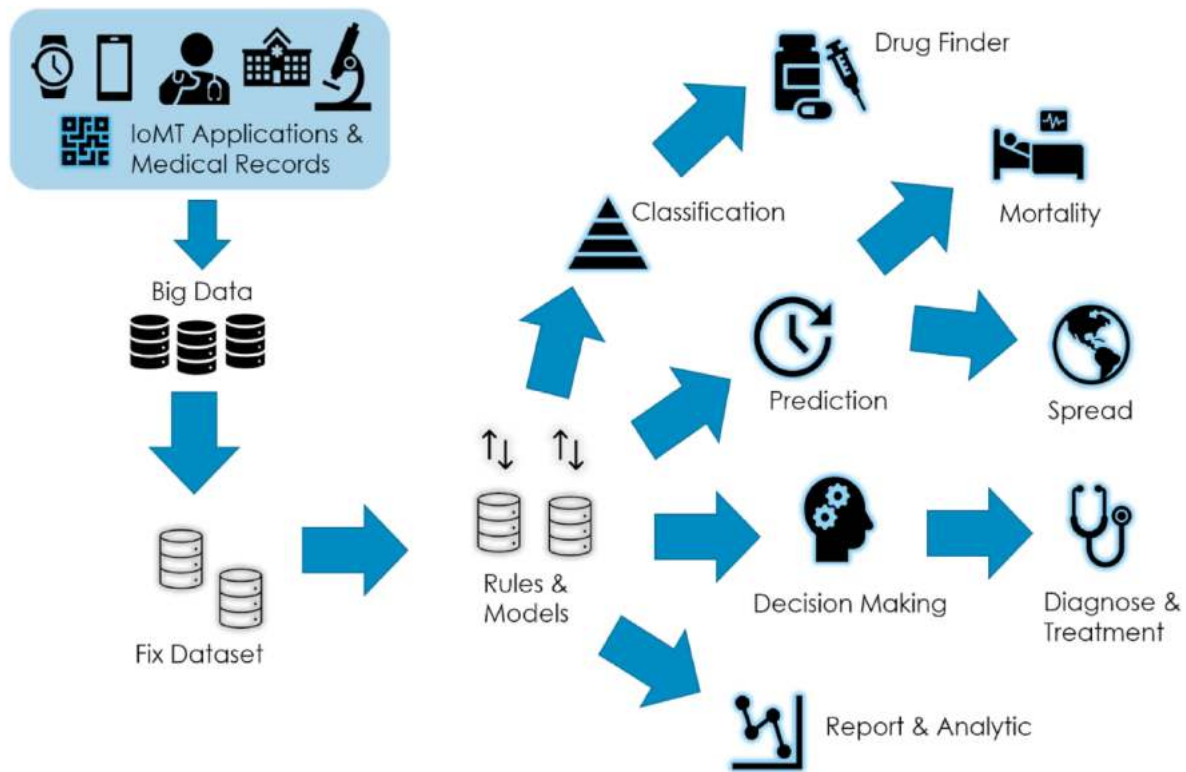 IoMT Applications &
Medical Records
Big Data
Fix Dataset
Rules &
Models
Classification
Drug Finder
Prediction
Mortality
Spread
Decision Making
Diagnose &
Treatment
Report & Analytic